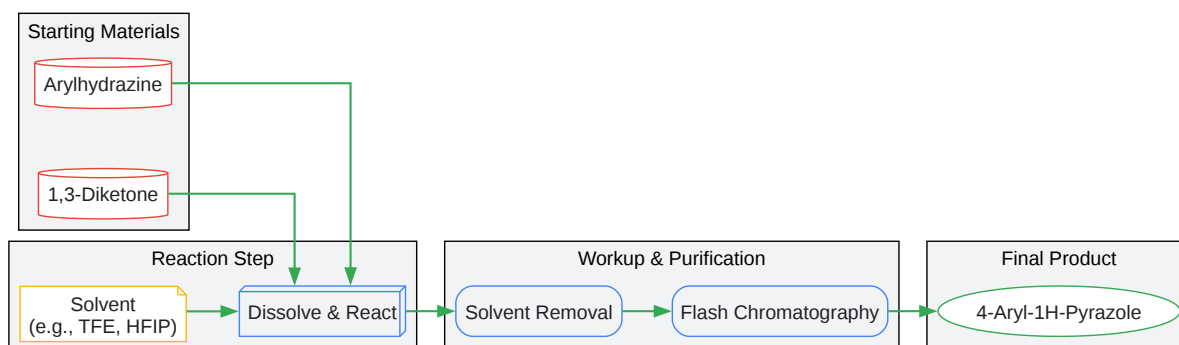 Starting Materials
Arylhydrazine
1,3-Diketone
Reaction Step
Solvent
(e.g., TFE, HFIP)
Dissolve & React
Workup & Purification
Solvent Removal
Flash Chromatography
Final Product
4-Aryl-1H-Pyrazole